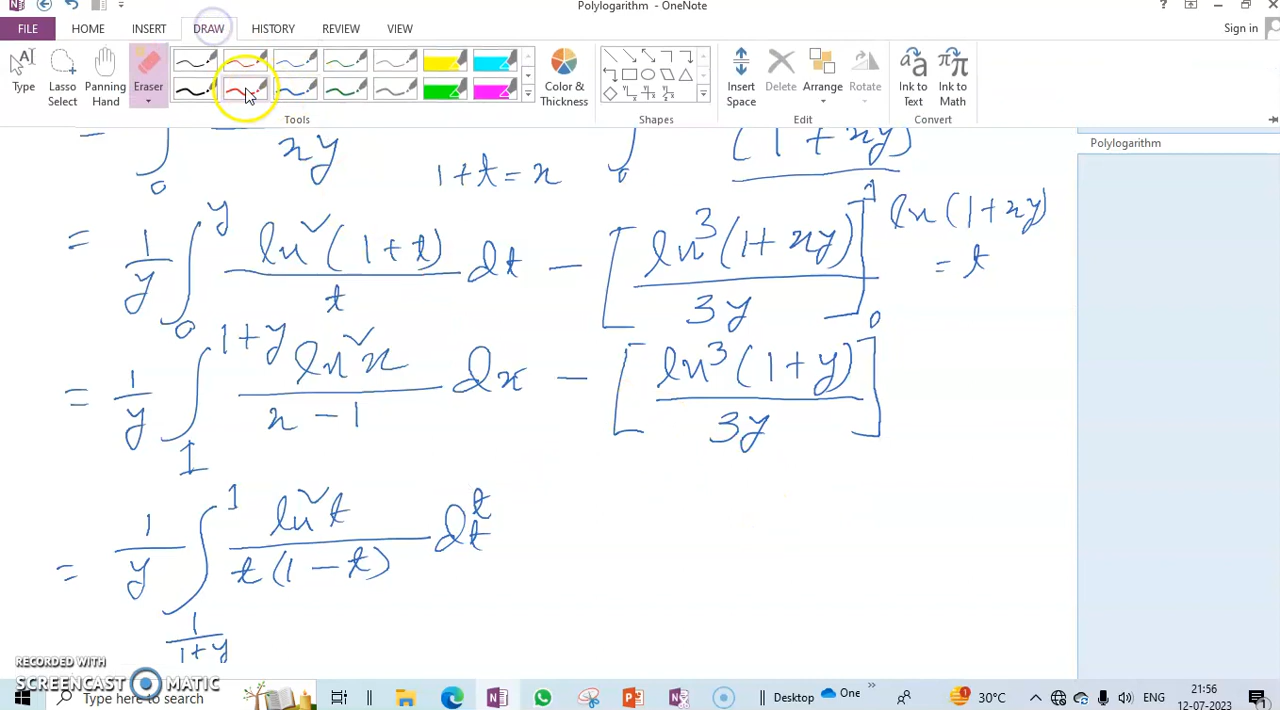 Polylogarithm - OneNote
?
FILE HOME INSERT DRAW HISTORY REVIEW VIEW Sign in
Type Lasso Select Panning Hand Eraser Color & Thickness Insert Space Delete Arrange Rotate Ink to Text Ink to Math
Tools Shapes Edit Convert
Polylogarithm
= ∫₀ / xy 1+t=x ∫₀ / (1+xy)
= 1/y ∫₀^y ln²(1+t)/t dt − [ln³(1+xy)/3y]₀¹ ln(1+xy) = t
= 1/y ∫₁^(1+y) ln²x/(x−1) dx − [ln³(1+y)/3y]
= 1/y ∫_(1/(1+y))^1 ln²t/(t(1−t)) dt t
RECORDED WITH
SCREENCAST MATIC
Type here to search Desktop One 30°C ENG 21:56
12-07-2023